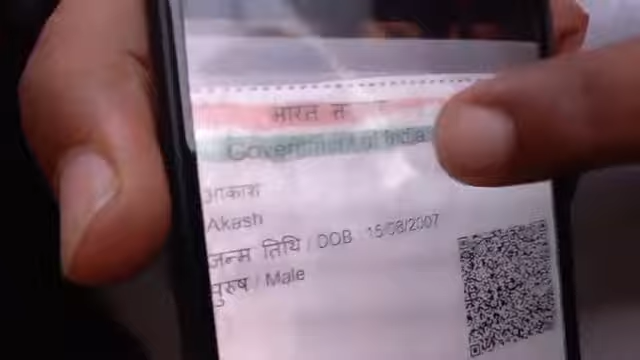 भारत
Government of India
आकाश
Akash
जन्म तिथि / DOB 15/08/2007
पुरुष / Male